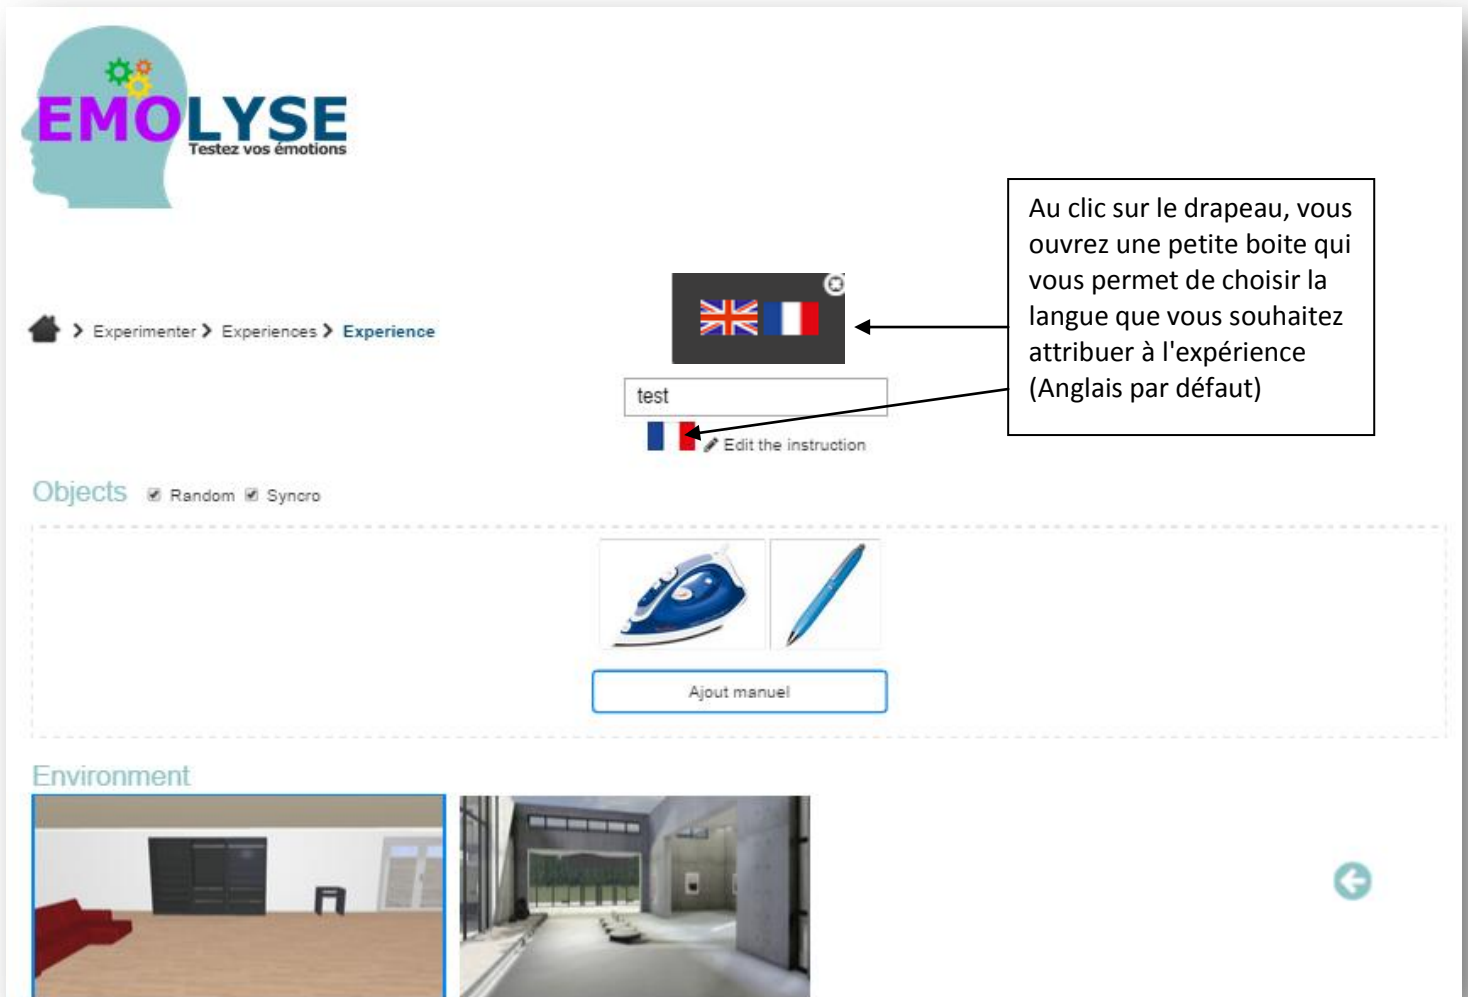 EMOLYSE
Testez vos émotions
Au clic sur le drapeau, vous
ouvrez une petite boite qui
vous permet de choisir la
langue que vous souhaitez
attribuer à l'expérience
(Anglais par défaut)
> Experimenter > Experiences > Experience
test
Edit the instruction
Objects Random Syncro
Ajout manuel
Environment